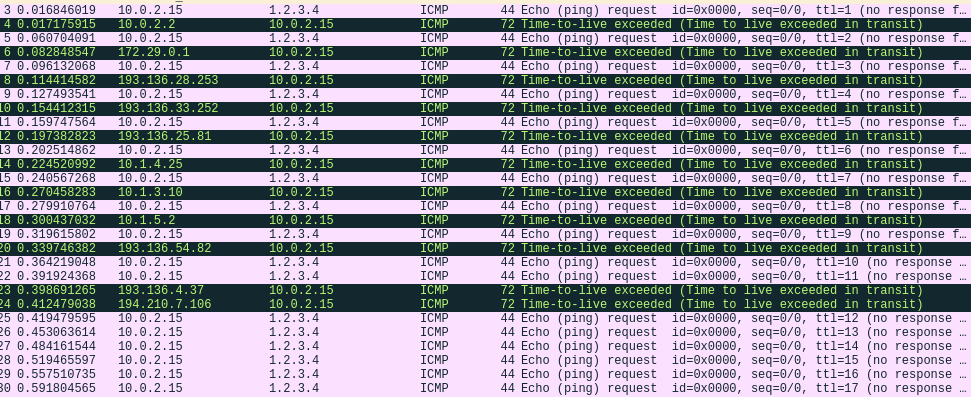 3 0.016846019 10.0.2.15 1.2.3.4 ICMP 44 Echo (ping) request id=0x0000, seq=0/0, ttl=1 (no response f…
4 0.017175915 10.0.2.2 10.0.2.15 ICMP 72 Time-to-live exceeded (Time to live exceeded in transit)
5 0.060704091 10.0.2.15 1.2.3.4 ICMP 44 Echo (ping) request id=0x0000, seq=0/0, ttl=2 (no response f…
6 0.082848547 172.29.0.1 10.0.2.15 ICMP 72 Time-to-live exceeded (Time to live exceeded in transit)
7 0.096132068 10.0.2.15 1.2.3.4 ICMP 44 Echo (ping) request id=0x0000, seq=0/0, ttl=3 (no response f…
8 0.114414582 193.136.28.253 10.0.2.15 ICMP 72 Time-to-live exceeded (Time to live exceeded in transit)
9 0.127493541 10.0.2.15 1.2.3.4 ICMP 44 Echo (ping) request id=0x0000, seq=0/0, ttl=4 (no response f…
10 0.154412315 193.136.33.252 10.0.2.15 ICMP 72 Time-to-live exceeded (Time to live exceeded in transit)
11 0.159747564 10.0.2.15 1.2.3.4 ICMP 44 Echo (ping) request id=0x0000, seq=0/0, ttl=5 (no response f…
12 0.197382823 193.136.25.81 10.0.2.15 ICMP 72 Time-to-live exceeded (Time to live exceeded in transit)
13 0.202514862 10.0.2.15 1.2.3.4 ICMP 44 Echo (ping) request id=0x0000, seq=0/0, ttl=6 (no response f…
14 0.224520992 10.1.4.25 10.0.2.15 ICMP 72 Time-to-live exceeded (Time to live exceeded in transit)
15 0.240567268 10.0.2.15 1.2.3.4 ICMP 44 Echo (ping) request id=0x0000, seq=0/0, ttl=7 (no response f…
16 0.270458283 10.1.3.10 10.0.2.15 ICMP 72 Time-to-live exceeded (Time to live exceeded in transit)
17 0.279910764 10.0.2.15 1.2.3.4 ICMP 44 Echo (ping) request id=0x0000, seq=0/0, ttl=8 (no response f…
18 0.300437032 10.1.5.2 10.0.2.15 ICMP 72 Time-to-live exceeded (Time to live exceeded in transit)
19 0.319615802 10.0.2.15 1.2.3.4 ICMP 44 Echo (ping) request id=0x0000, seq=0/0, ttl=9 (no response f…
20 0.339746382 193.136.54.82 10.0.2.15 ICMP 72 Time-to-live exceeded (Time to live exceeded in transit)
21 0.364219048 10.0.2.15 1.2.3.4 ICMP 44 Echo (ping) request id=0x0000, seq=0/0, ttl=10 (no response …
22 0.391924368 10.0.2.15 1.2.3.4 ICMP 44 Echo (ping) request id=0x0000, seq=0/0, ttl=11 (no response …
23 0.398691265 193.136.4.37 10.0.2.15 ICMP 72 Time-to-live exceeded (Time to live exceeded in transit)
24 0.412479038 194.210.7.106 10.0.2.15 ICMP 72 Time-to-live exceeded (Time to live exceeded in transit)
25 0.419479595 10.0.2.15 1.2.3.4 ICMP 44 Echo (ping) request id=0x0000, seq=0/0, ttl=12 (no response …
26 0.453063614 10.0.2.15 1.2.3.4 ICMP 44 Echo (ping) request id=0x0000, seq=0/0, ttl=13 (no response …
27 0.484161544 10.0.2.15 1.2.3.4 ICMP 44 Echo (ping) request id=0x0000, seq=0/0, ttl=14 (no response …
28 0.519465597 10.0.2.15 1.2.3.4 ICMP 44 Echo (ping) request id=0x0000, seq=0/0, ttl=15 (no response …
29 0.557510735 10.0.2.15 1.2.3.4 ICMP 44 Echo (ping) request id=0x0000, seq=0/0, ttl=16 (no response …
30 0.591804565 10.0.2.15 1.2.3.4 ICMP 44 Echo (ping) request id=0x0000, seq=0/0, ttl=17 (no response …